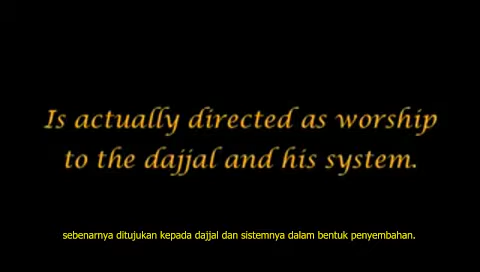 Is actually directed as worship
to the dajjal and his system.
sebenarnya ditujukan kepada dajjal dan sistemnya dalam bentuk penyembahan.